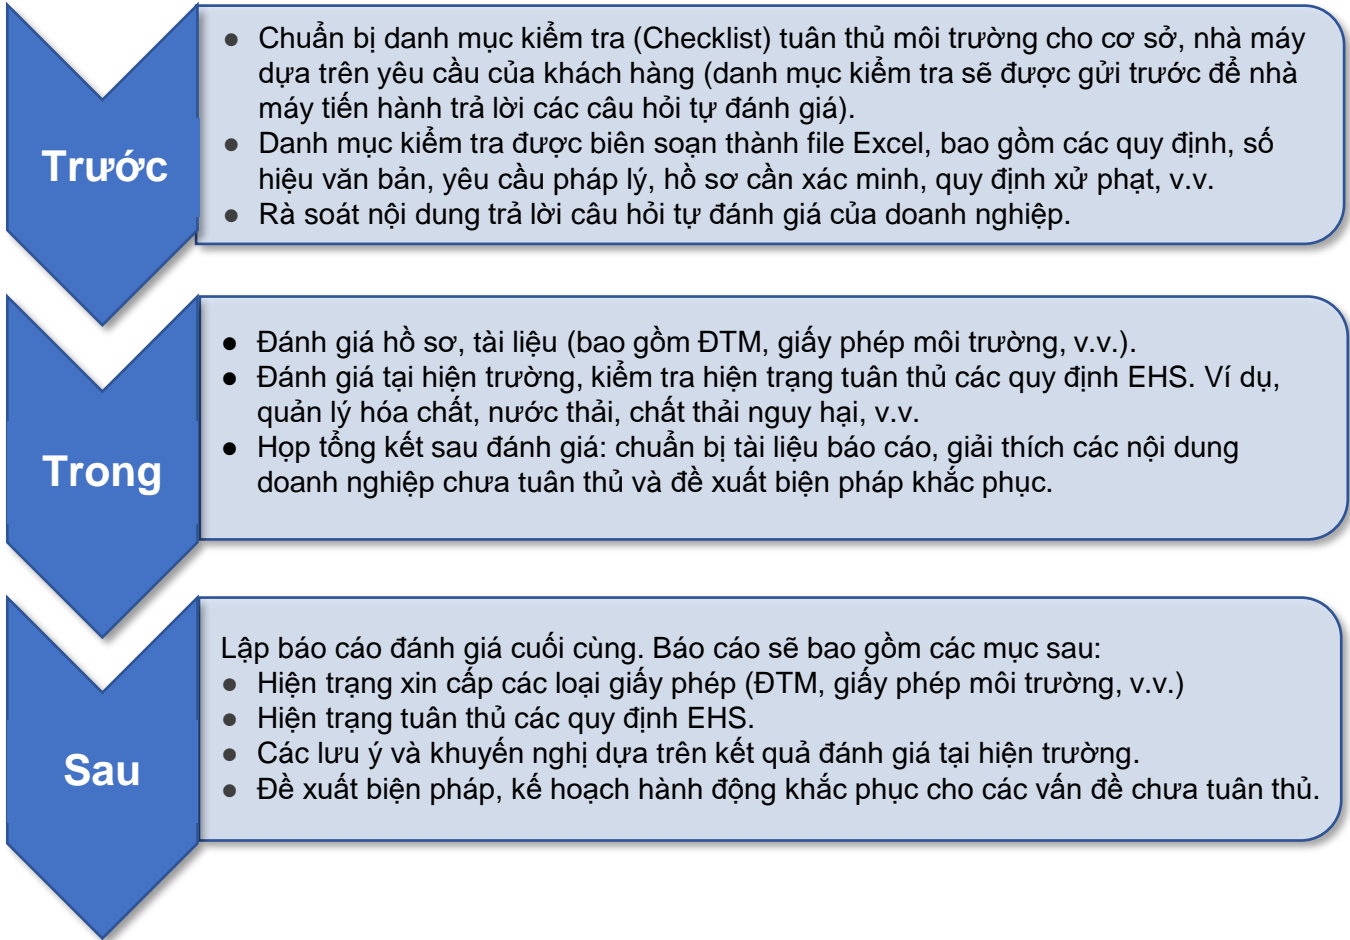 Trước
● Chuẩn bị danh mục kiểm tra (Checklist) tuân thủ môi trường cho cơ sở, nhà máy
dựa trên yêu cầu của khách hàng (danh mục kiểm tra sẽ được gửi trước để nhà
máy tiến hành trả lời các câu hỏi tự đánh giá).
● Danh mục kiểm tra được biên soạn thành file Excel, bao gồm các quy định, số
hiệu văn bản, yêu cầu pháp lý, hồ sơ cần xác minh, quy định xử phạt, v.v.
● Rà soát nội dung trả lời câu hỏi tự đánh giá của doanh nghiệp.
Trong
● Đánh giá hồ sơ, tài liệu (bao gồm ĐTM, giấy phép môi trường, v.v.).
● Đánh giá tại hiện trường, kiểm tra hiện trạng tuân thủ các quy định EHS. Ví dụ,
quản lý hóa chất, nước thải, chất thải nguy hại, v.v.
● Họp tổng kết sau đánh giá: chuẩn bị tài liệu báo cáo, giải thích các nội dung
doanh nghiệp chưa tuân thủ và đề xuất biện pháp khắc phục.
Sau
Lập báo cáo đánh giá cuối cùng. Báo cáo sẽ bao gồm các mục sau:
● Hiện trạng xin cấp các loại giấy phép (ĐTM, giấy phép môi trường, v.v.)
● Hiện trạng tuân thủ các quy định EHS.
● Các lưu ý và khuyến nghị dựa trên kết quả đánh giá tại hiện trường.
● Đề xuất biện pháp, kế hoạch hành động khắc phục cho các vấn đề chưa tuân thủ.